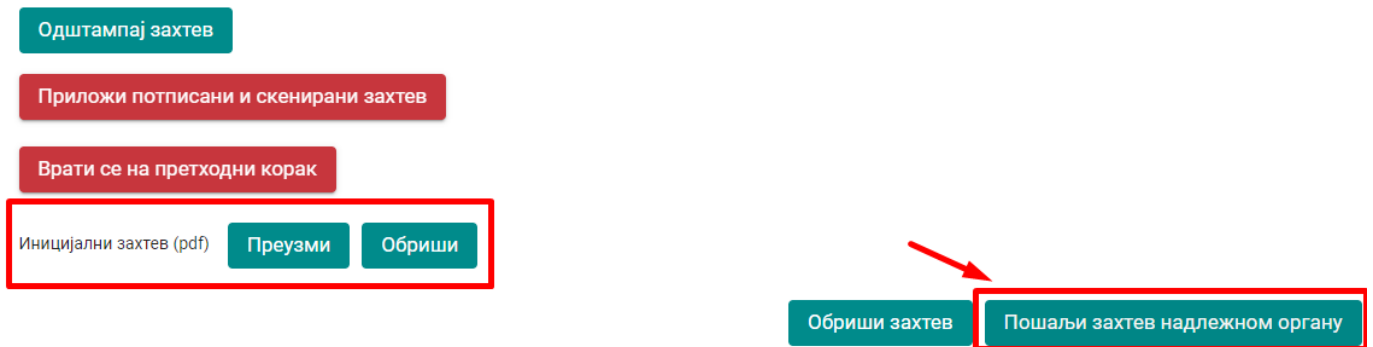 Одштампај захтев
Приложи потписани и скенирани захтев
Врати се на претходни корак
Иницијални захтев (pdf) Преузми Обриши
Обриши захтев Пошаљи захтев надлежном органу